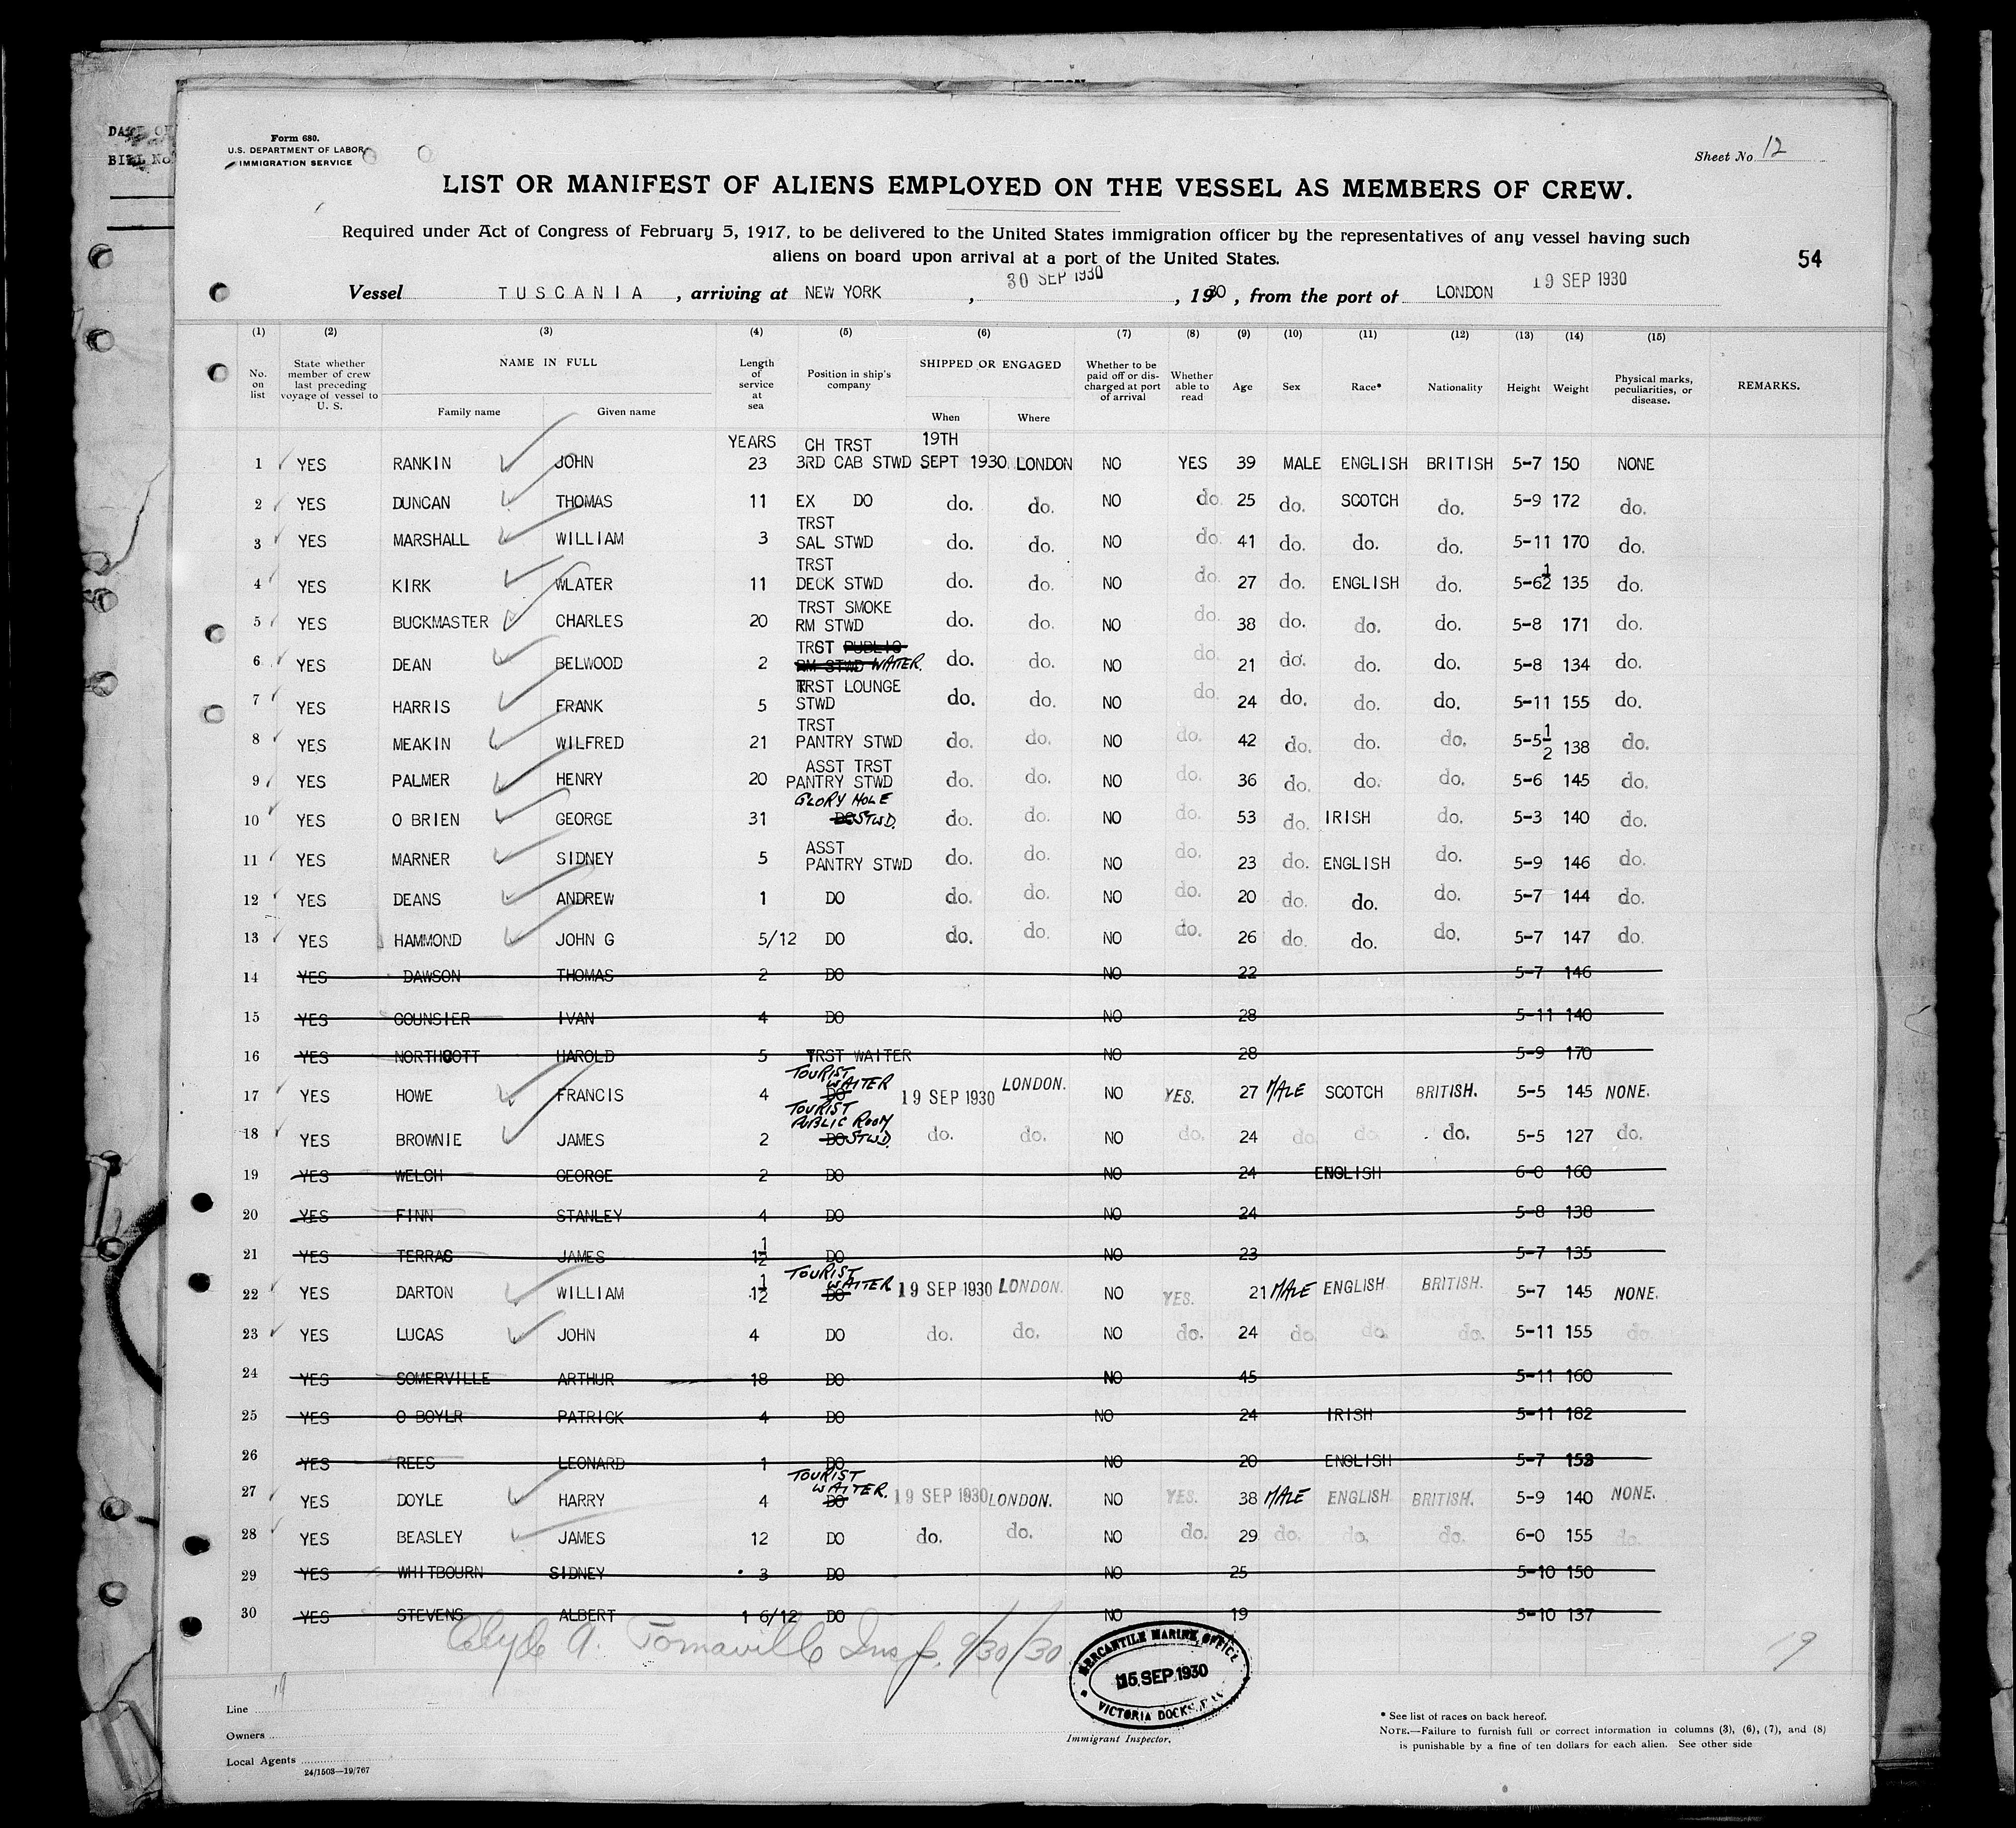 DATE OF
BILL No.
Form 680.
U.S. DEPARTMENT OF LABOR
IMMIGRATION SERVICE
Sheet No 12
LIST OR MANIFEST OF ALIENS EMPLOYED ON THE VESSEL AS MEMBERS OF CREW.
Required under Act of Congress of February 5, 1917, to be delivered to the United States immigration officer by the representatives of any vessel having such
aliens on board upon arrival at a port of the United States.
54
Vessel TUSCANIA, arriving at NEW YORK, 30 SEP 1930, 1930, from the port of LONDON 19 SEP 1930
(1) (2) (3) (4) (5) (6) (7) (8) (9) (10) (11) (12) (13) (14) (15)
No. on list State whether member of crew last preceding voyage of vessel to U. S. NAME IN FULL Family name Given name Length of service at sea Position in ship's company SHIPPED OR ENGAGED When Where Whether to be paid off or discharged at port of arrival Whether able to read Age Sex Race* Nationality Height Weight Physical marks, peculiarities, or disease. REMARKS.
YEARS CH TRST 19TH
1 YES RANKIN JOHN 23 3RD CAB STWD SEPT 1930 LONDON NO YES 39 MALE ENGLISH BRITISH 5-7 150 NONE
2 YES DUNCAN THOMAS 11 EX DO do. do. NO do. 25 do. SCOTCH do. 5-9 172 do.
3 YES MARSHALL WILLIAM 3 TRST SAL STWD do. do. NO do. 41 do. do. do. 5-11 170 do.
4 YES KIRK WLATER 11 TRST DECK STWD do. do. NO do. 27 do. ENGLISH do. 5-6½ 135 do.
5 YES BUCKMASTER CHARLES 20 TRST SMOKE RM STWD do. do. NO do. 38 do. do. do. 5-8 171 do.
6 YES DEAN BELWOOD 2 TRST PUBLIC RM STWD WAITER. do. do. NO do. 21 do. do. do. 5-8 134 do.
7 YES HARRIS FRANK 5 TRST LOUNGE STWD do. do. NO do. 24 do. do. do. 5-11 155 do.
8 YES MEAKIN WILFRED 21 TRST PANTRY STWD do. do. NO do. 42 do. do. do. 5-5½ 138 do.
9 YES PALMER HENRY 20 ASST TRST PANTRY STWD do. do. NO do. 36 do. do. do. 5-6 145 do.
10 YES O BRIEN GEORGE 31 GLORY HOLE DO STWD. do. do. NO do. 53 do. IRISH do. 5-3 140 do.
11 YES MARNER SIDNEY 5 ASST PANTRY STWD do. do. NO do. 23 do. ENGLISH do. 5-9 146 do.
12 YES DEANS ANDREW 1 DO do. do. NO do. 20 do. do. do. 5-7 144 do.
13 YES HAMMOND JOHN G 5/12 DO do. do. NO do. 26 do. do. do. 5-7 147 do.
14 YES DAWSON THOMAS 2 DO NO 22 5-7 146
15 YES COUNSIER IVAN 4 DO NO 28 5-11 140
16 YES NORTHCOTT HAROLD 5 TRST WAITER NO 28 5-9 170
17 YES HOWE FRANCIS 4 TOURIST WAITER DO 19 SEP 1930 LONDON. NO YES. 27 MALE SCOTCH BRITISH. 5-5 145 NONE.
18 YES BROWNIE JAMES 2 TOURIST PUBLIC ROOM DO STWD. do. do. NO do. 24 do. do. do. 5-5 127 do.
19 YES WELCH GEORGE 2 DO NO 24 ENGLISH 6-0 160
20 YES FINN STANLEY 4 DO NO 24 5-8 138
21 YES TERRAS JAMES 1/12 DO NO 23 5-7 135
22 YES DARTON WILLIAM 1/12 TOURIST WAITER DO 19 SEP 1930 LONDON. NO YES. 21 MALE ENGLISH BRITISH. 5-7 145 NONE.
23 YES LUCAS JOHN 4 DO do. do. NO do. 24 do. do. do. 5-11 155 do.
24 YES SOMERVILLE ARTHUR 18 DO NO 45 5-11 160
25 YES O BOYLR PATRICK 4 DO NO 24 IRISH 5-11 182
26 YES REES LEONARD 1 DO NO 20 ENGLISH 5-7 153
27 YES DOYLE HARRY 4 TOURIST WAITER. DO 19 SEP 1930 LONDON. NO YES. 38 MALE ENGLISH BRITISH. 5-9 140 NONE.
28 YES BEASLEY JAMES 12 DO do. do. NO do. 29 do. do. do. 6-0 155 do.
29 YES WHITBOURN SIDNEY 3 DO NO 25 5-10 150
30 YES STEVENS ALBERT 1 6/12 DO NO 19 5-10 137
Clyde A. Insp. 9/30/30
19
MERCANTILE MARINE OFFICE
15 SEP 1930
VICTORIA DOCKS
Line
Owners
Local Agents
24/1503—19/767
Immigrant Inspector.
* See list of races on back hereof.
NOTE.—Failure to furnish full or correct information in columns (3), (6), (7), and (8)
is punishable by a fine of ten dollars for each alien. See other side